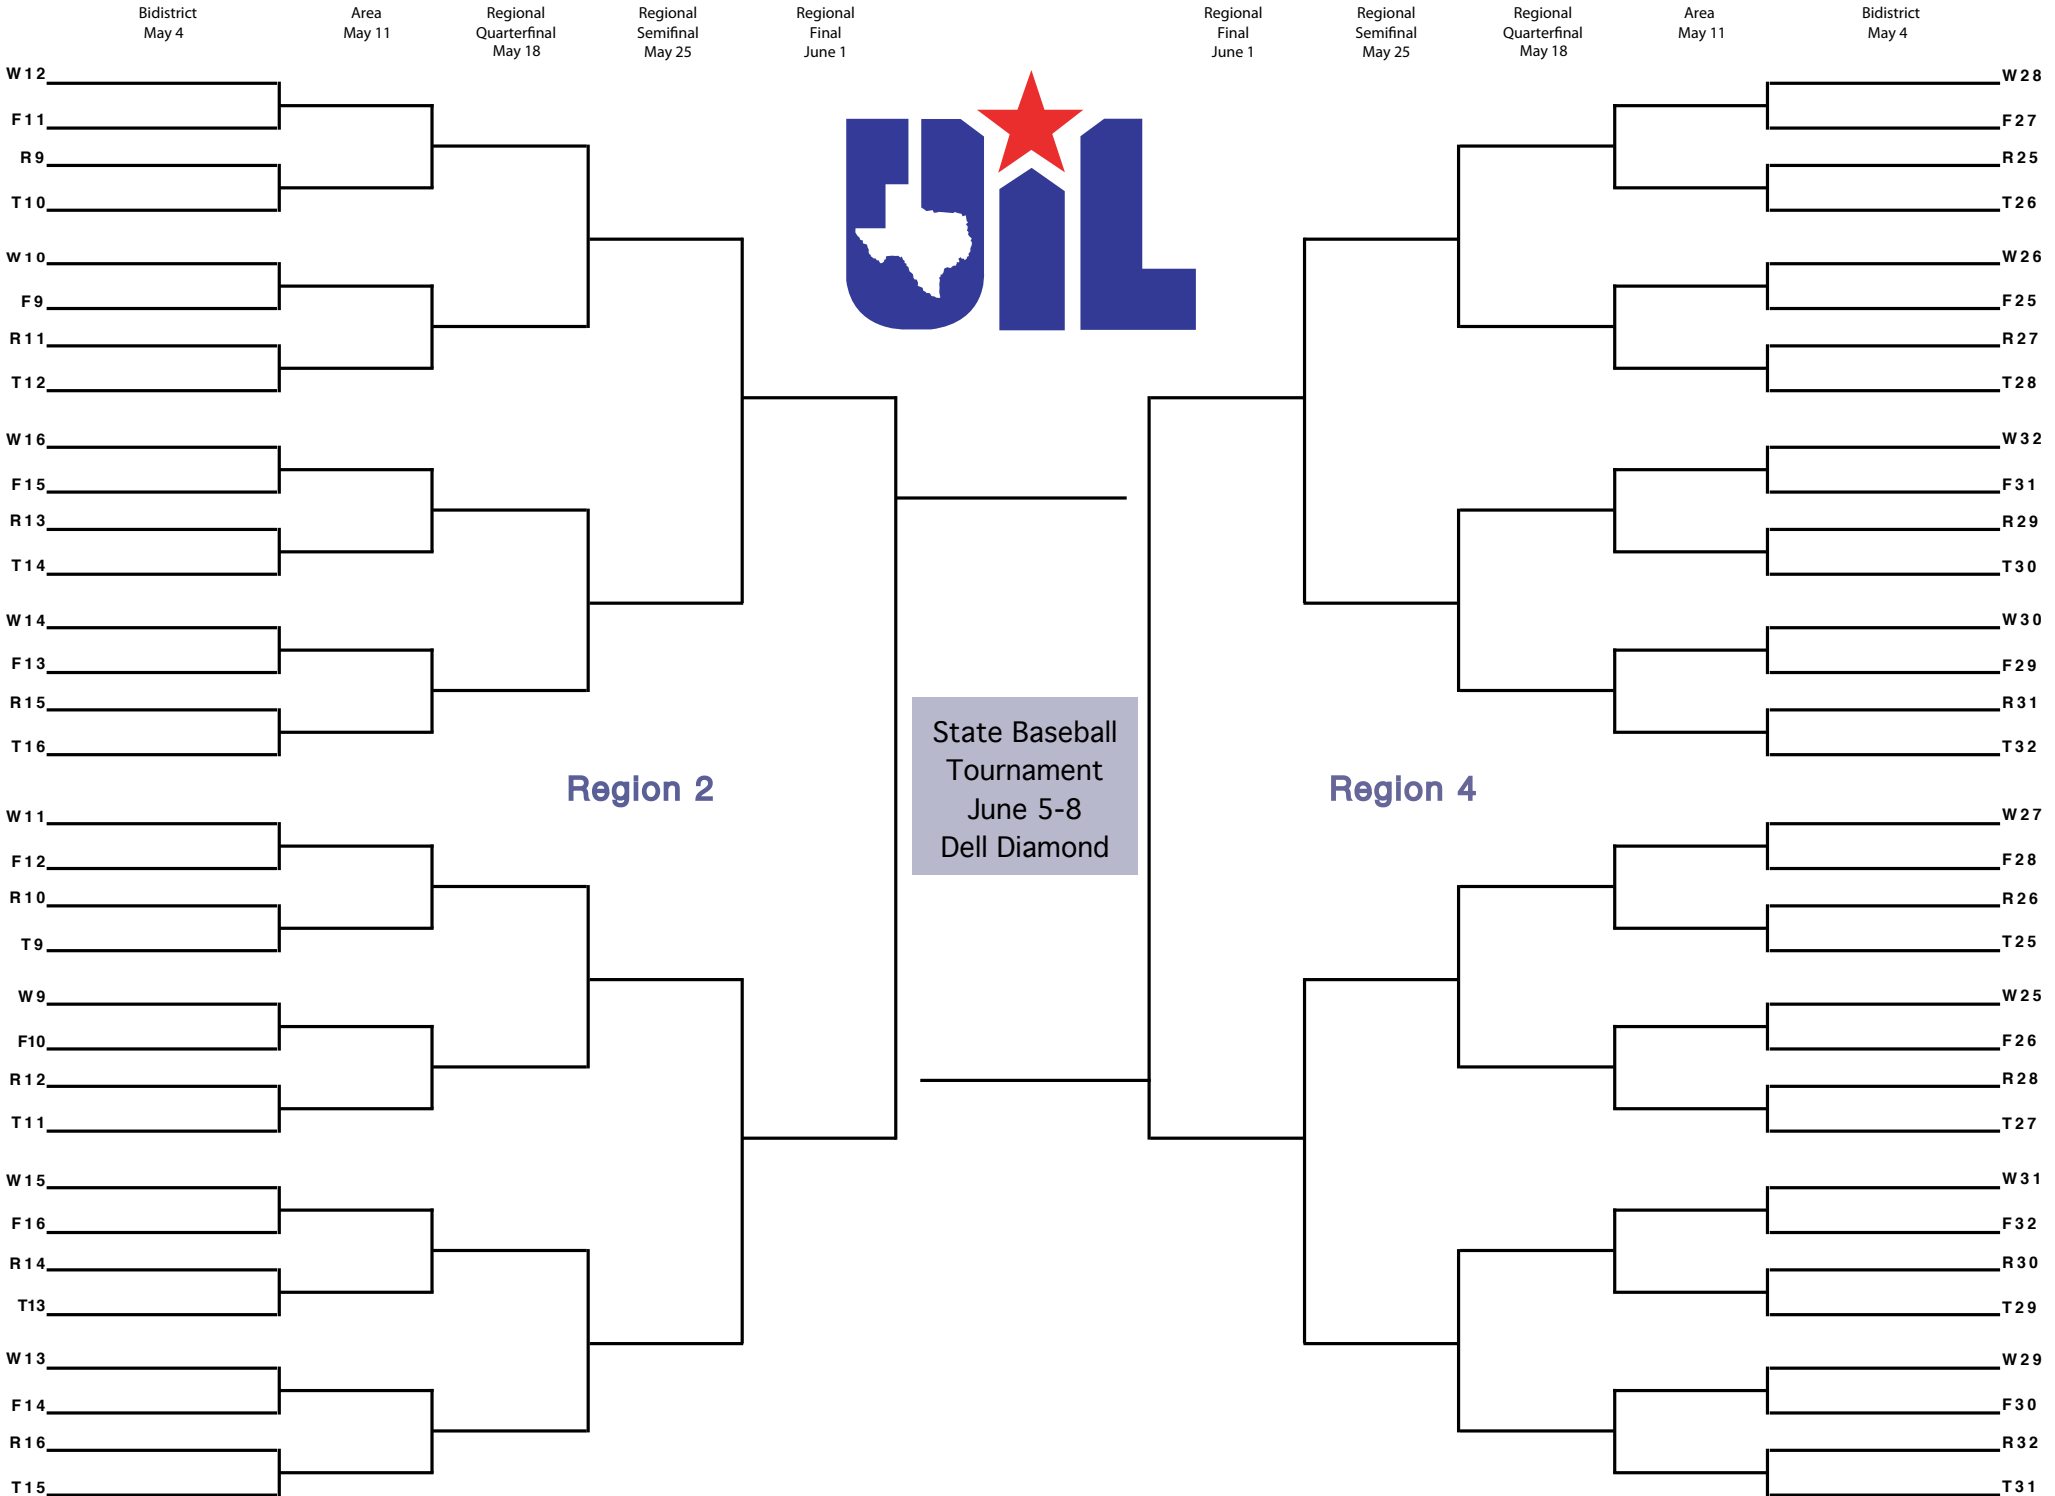 Bidistrict
May 4
Area
May 11
Regional
Quarterfinal
May 18
Regional
Semifinal
May 25
Regional
Final
June 1
Regional
Final
June 1
Regional
Semifinal
May 25
Regional
Quarterfinal
May 18
Area
May 11
Bidistrict
May 4
UIL
W12
F11
R9
T10
W10
F9
R11
T12
W16
F15
R13
T14
W14
F13
R15
T16
Region 2
W11
F12
R10
T9
W9
F10
R12
T11
W15
F16
R14
T13
W13
F14
R16
T15
State Baseball
Tournament
June 5-8
Dell Diamond
W28
F27
R25
T26
W26
F25
R27
T28
W32
F31
R29
T30
W30
F29
R31
T32
Region 4
W27
F28
R26
T25
W25
F26
R28
T27
W31
F32
R30
T29
W29
F30
R32
T31